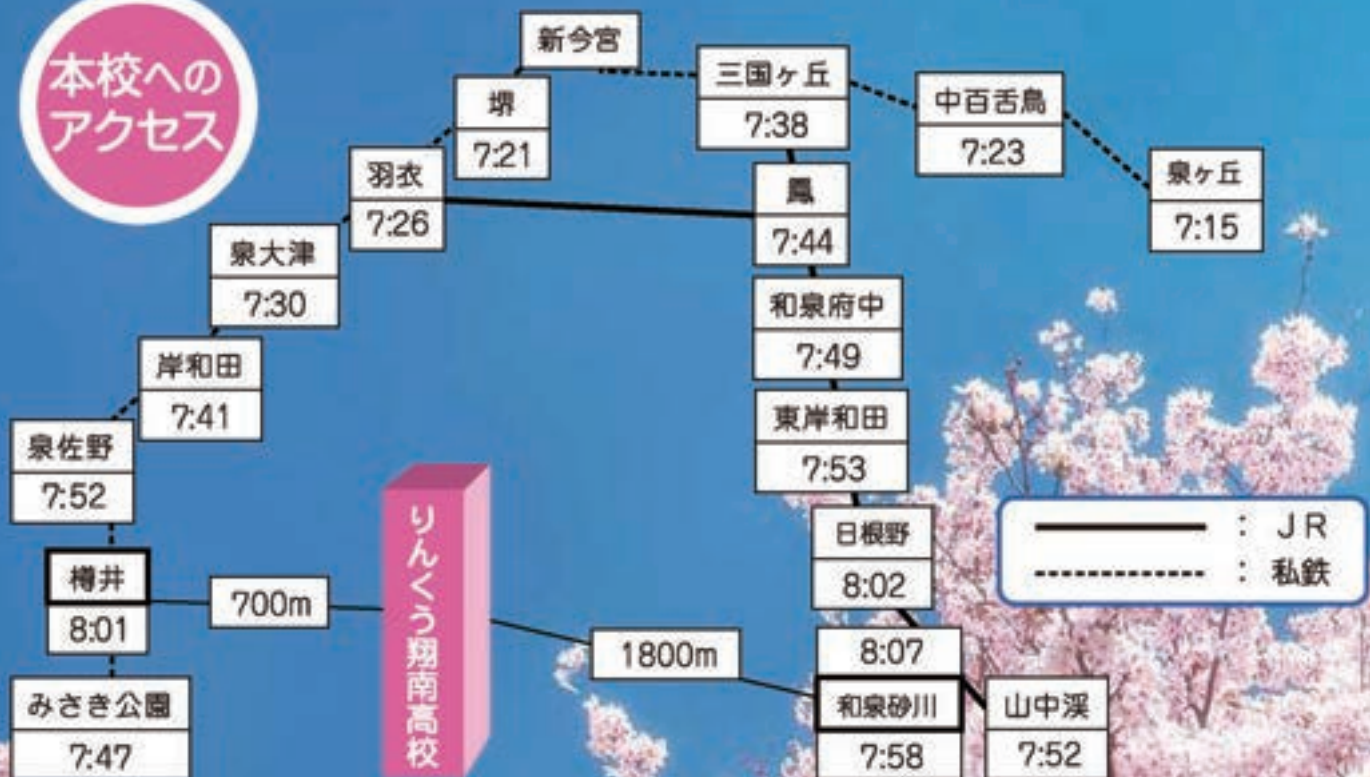 本校への
アクセス
新今宮
堺
7:21
羽衣
7:26
泉大津
7:30
岸和田
7:41
泉佐野
7:52
樽井
8:01
みさき公園
7:47
三国ヶ丘
7:38
中百舌鳥
7:23
泉ヶ丘
7:15
鳳
7:44
和泉府中
7:49
東岸和田
7:53
日根野
8:02
8:07
和泉砂川
7:58
山中渓
7:52
700m
りんくう翔南高校
1800m
：ＪＲ
：私鉄